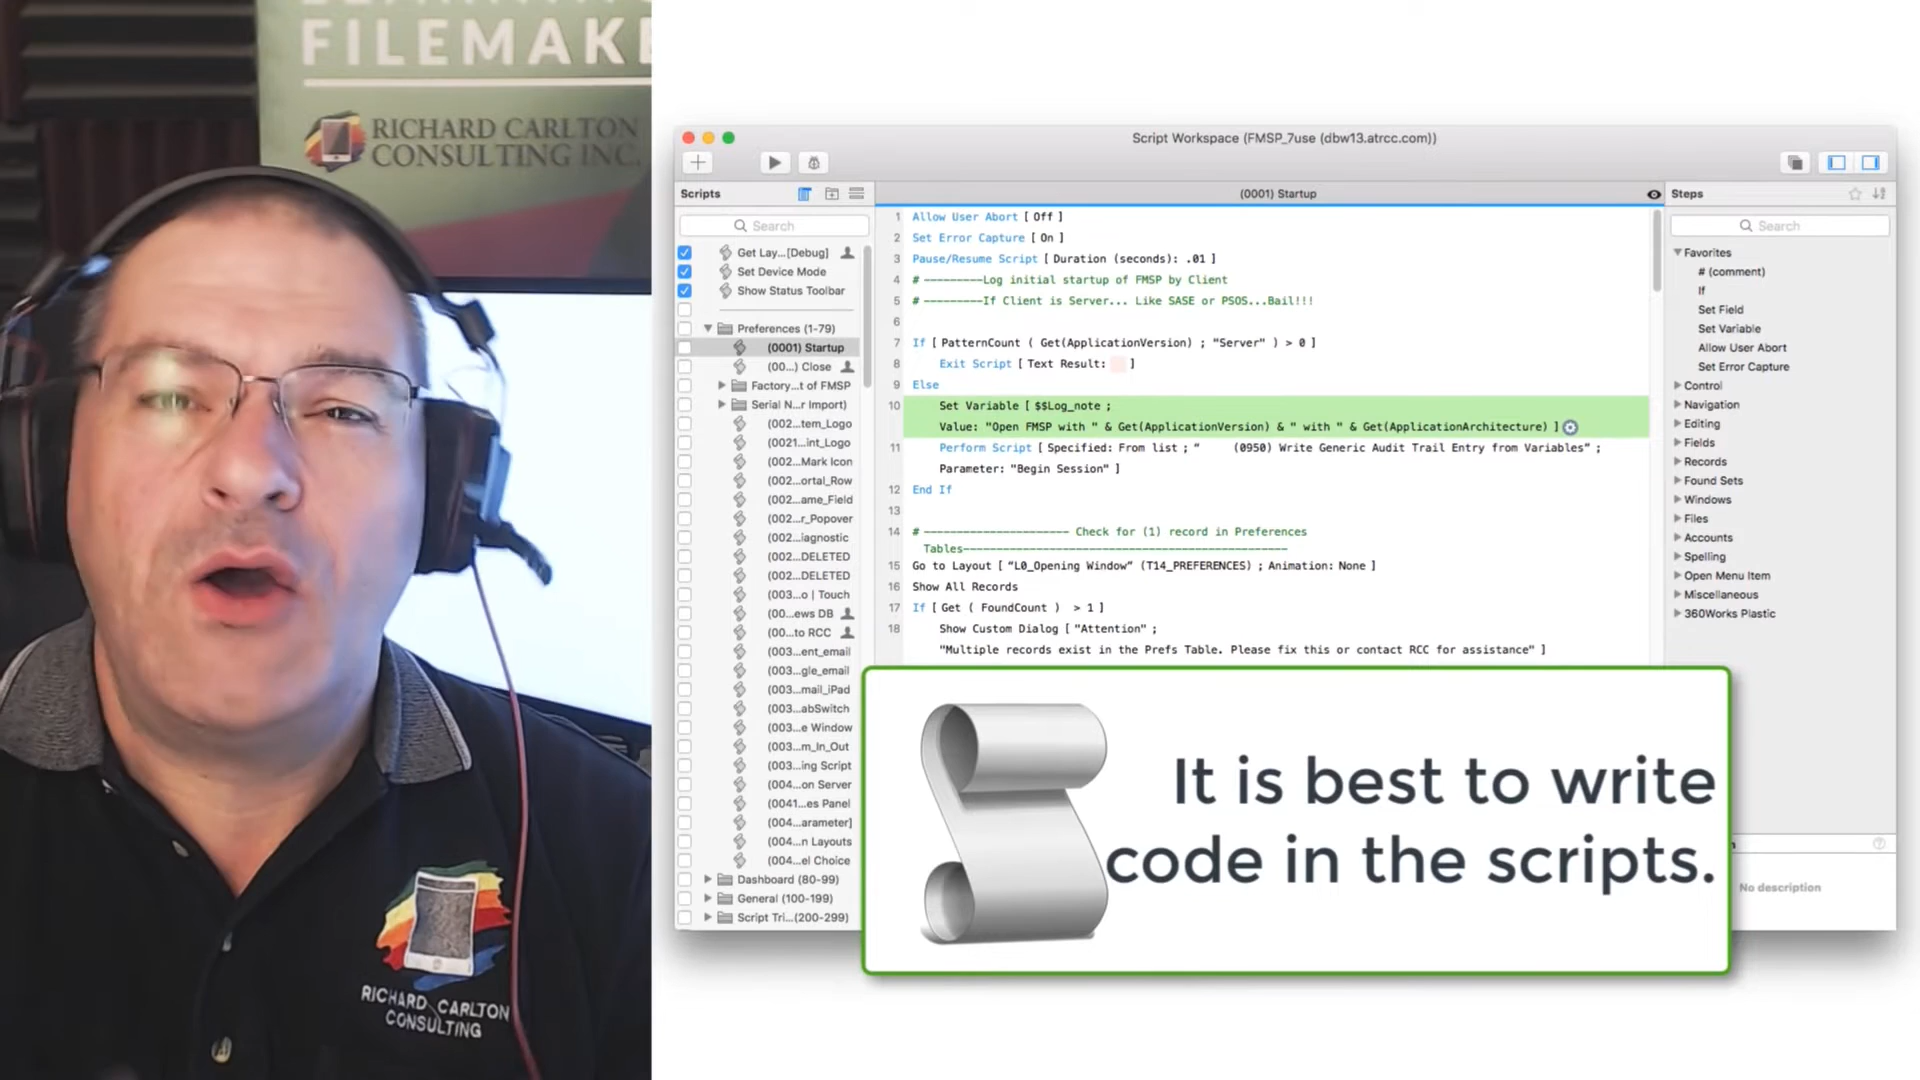 FILEMAKE
RICHARD CARLTON
CONSULTING INC.
RICHARD CARLTON
CONSULTING
Script Workspace (FMSP_7use (dbw13.atrcc.com))
Scripts
(0001) Startup
Steps
Search
Search
Get Lay...[Debug]
Set Device Mode
Show Status Toolbar
Preferences (1-79)
(0001) Startup
(00...) Close
Factory...t of FMSP
Serial N...r Import)
(002...tem_Logo
(0021...int_Logo
(002...Mark Icon
(002...ortal_Row
(002...ame_Field
(002...r_Popover
(002...iagnostic
(002...DELETED
(002...DELETED
(003...o | Touch
(00...ews DB
(00...to RCC
(003...ent_email
(003...gle_email
(003...mail_iPad
(003...abSwitch
(003...e Window
(003...m_In_Out
(003...ing Script
(004...on Server
(0041...es Panel
(004...arameter]
(004...n Layouts
(004...el Choice
Dashboard (80-99)
General (100-199)
Script Tri...(200-299)
1 Allow User Abort [ Off ]
2 Set Error Capture [ On ]
3 Pause/Resume Script [ Duration (seconds): .01 ]
4 # ---------Log initial startup of FMSP by Client
5 # ---------If Client is Server... Like SASE or PSOS...Bail!!!
6
7 If [ PatternCount ( Get(ApplicationVersion) ; "Server" ) > 0 ]
8 Exit Script [ Text Result: ]
9 Else
10 Set Variable [ $$Log_note ;
Value: "Open FMSP with " & Get(ApplicationVersion) & " with " & Get(ApplicationArchitecture) ]
11 Perform Script [ Specified: From list ; “ (0950) Write Generic Audit Trail Entry from Variables” ;
Parameter: "Begin Session" ]
12 End If
13
14 # ---------------------- Check for (1) record in Preferences
Tables-------------------------------------------------
15 Go to Layout [ “L0_Opening Window” (T14_PREFERENCES) ; Animation: None ]
16 Show All Records
17 If [ Get ( FoundCount ) > 1 ]
18 Show Custom Dialog [ "Attention" ;
"Multiple records exist in the Prefs Table. Please fix this or contact RCC for assistance" ]
Favorites
# (comment)
If
Set Field
Set Variable
Allow User Abort
Set Error Capture
Control
Navigation
Editing
Fields
Records
Found Sets
Windows
Files
Accounts
Spelling
Open Menu Item
Miscellaneous
360Works Plastic
No description
It is best to write
code in the scripts.